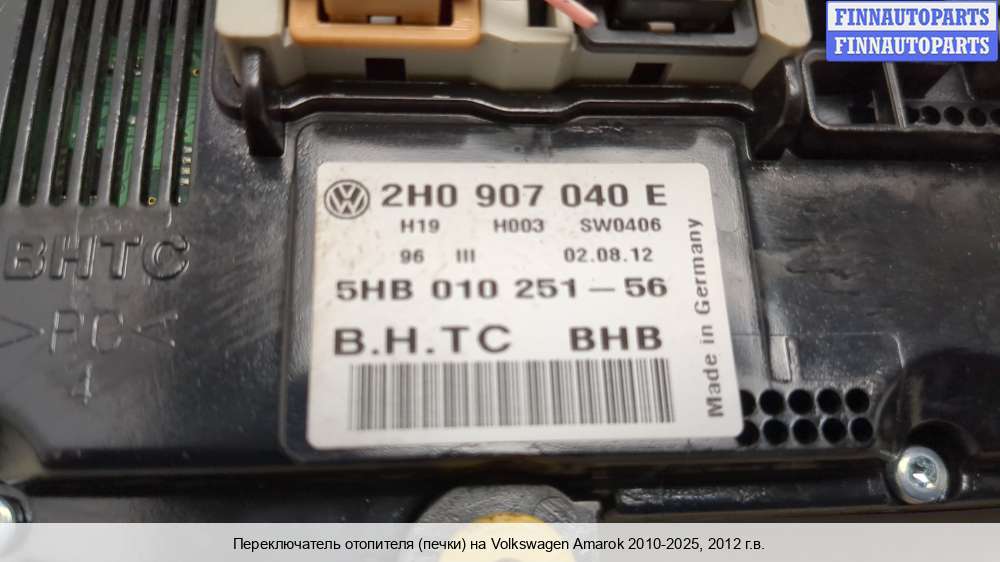 FINNAUTOPARTS
FINNAUTOPARTS
2H0 907 040 E
H19 H003 SW0406
96 III 02.08.12
5HB 010 251-56
B.H.TC BHB
Made in Germany
BHTC
>PC<
1
Переключатель отопителя (печки) на Volkswagen Amarok 2010-2025, 2012 г.в.